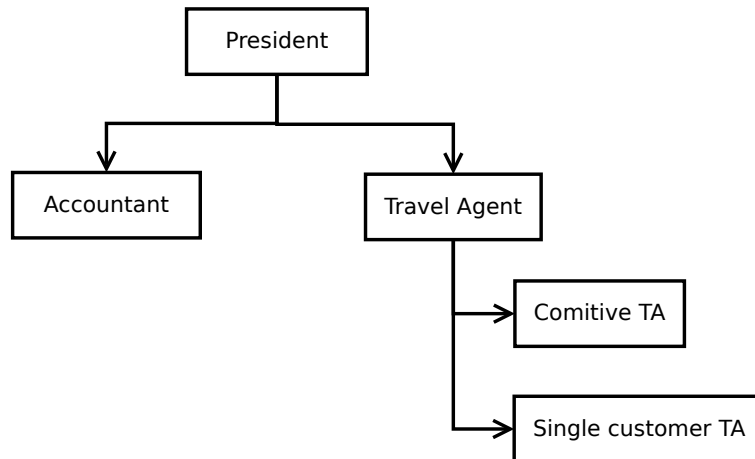 President
Accountant
Travel Agent
Comitive TA
Single customer TA